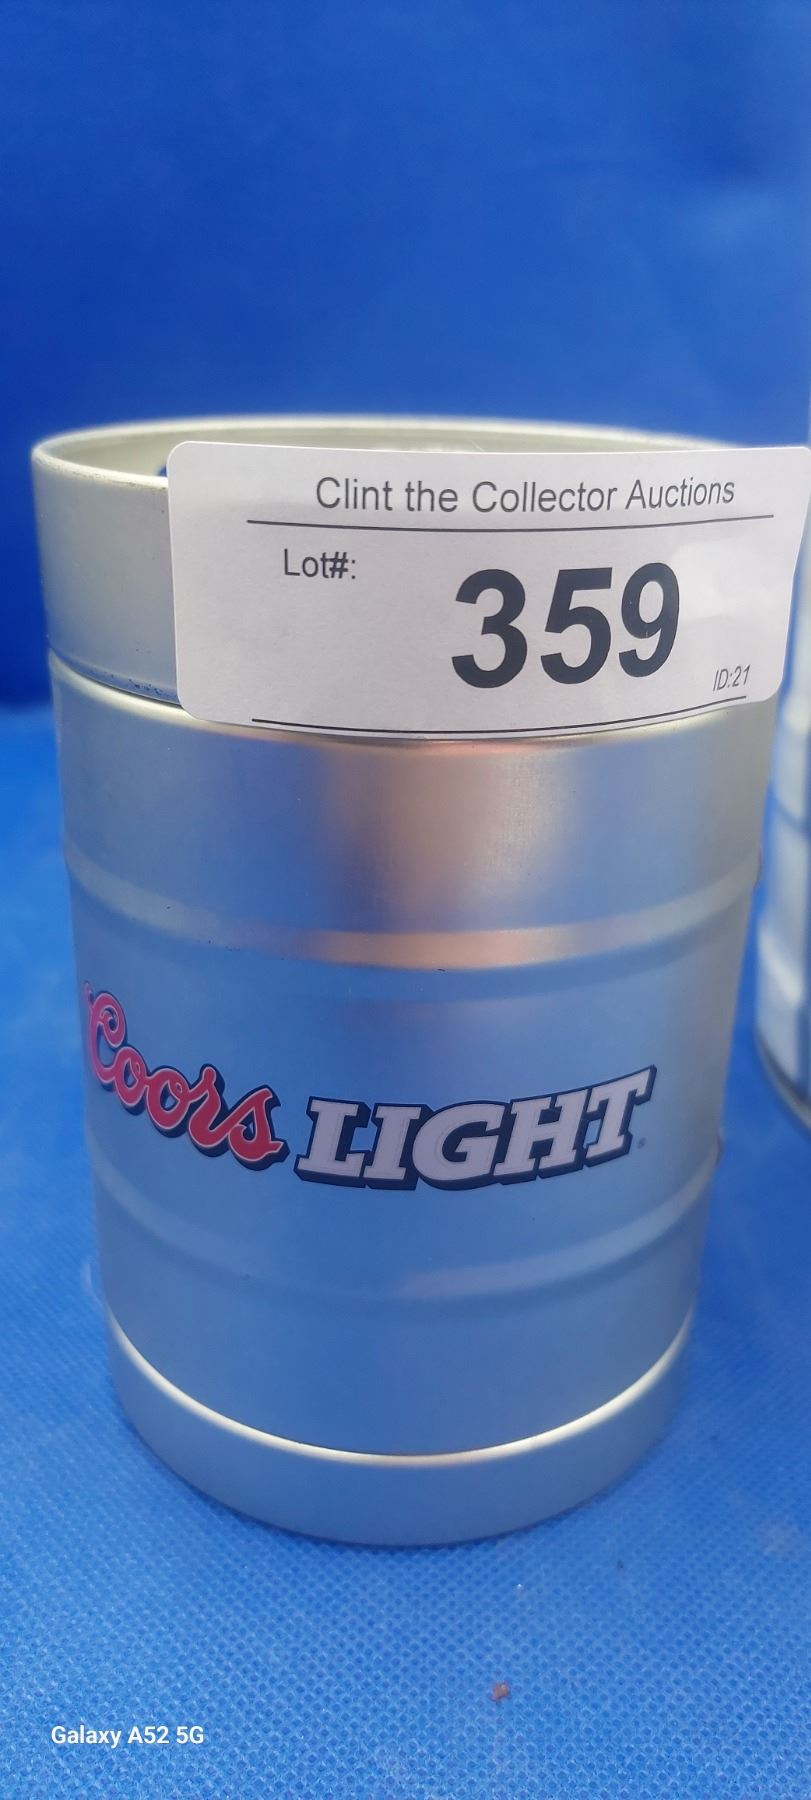 Clint the Collector Auctions
Lot#:
359
ID:21
Coors LIGHT
Galaxy A52 5G